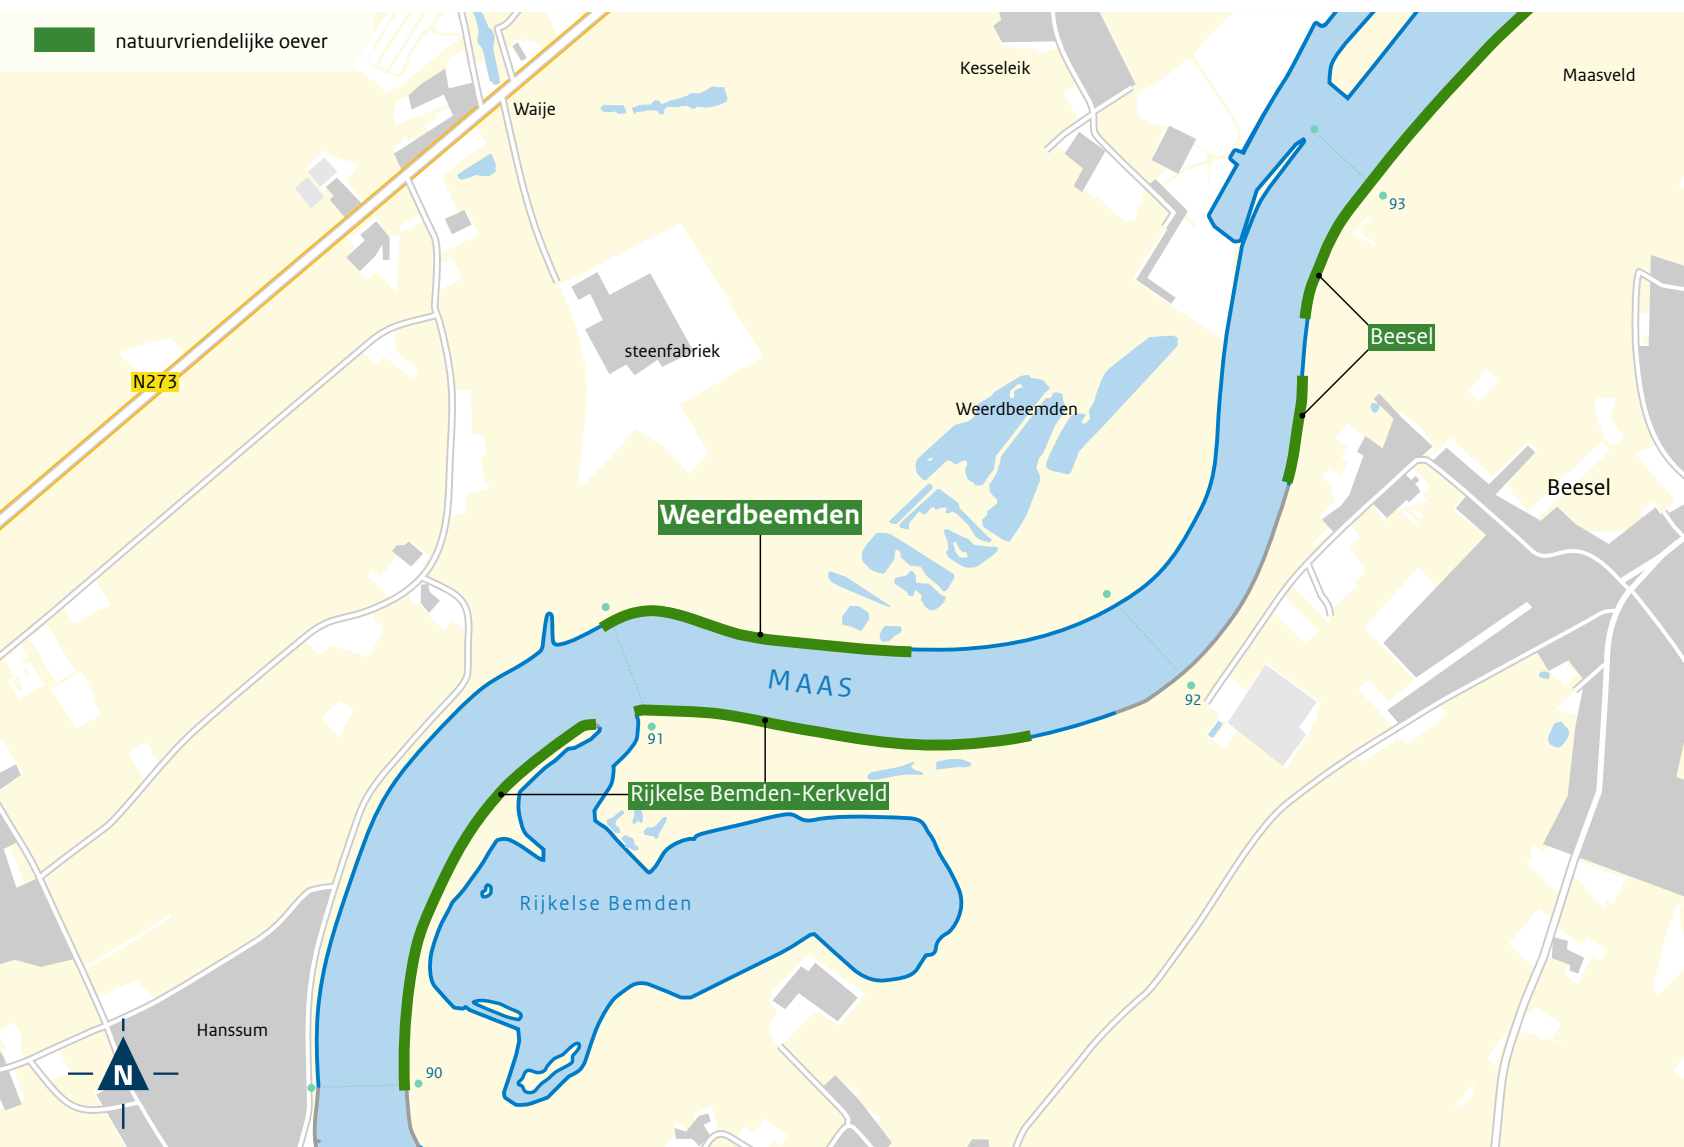 natuurvriendelijke oever
Kesseleik
Maasveld
Waije
93
Beesel
steenfabriek
N273
Weerdbeemden
Beesel
Weerdbeemden
MAAS
92
91
Rijkelse Bemden-Kerkveld
Rijkelse Bemden
Hanssum
90
N